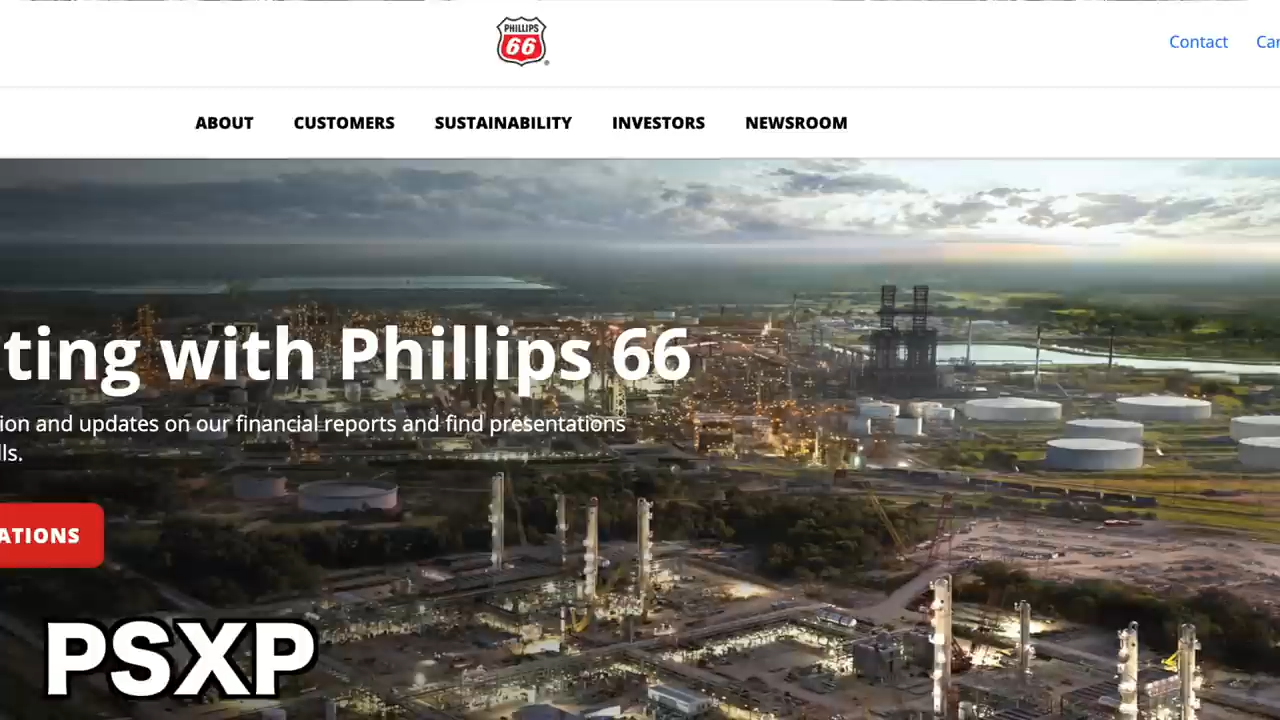 PHILLIPS
66
Contact
ABOUT CUSTOMERS SUSTAINABILITY INVESTORS NEWSROOM
ting with Phillips 66
ion and updates on our financial reports and find presentations
lls.
ATIONS
PSXP